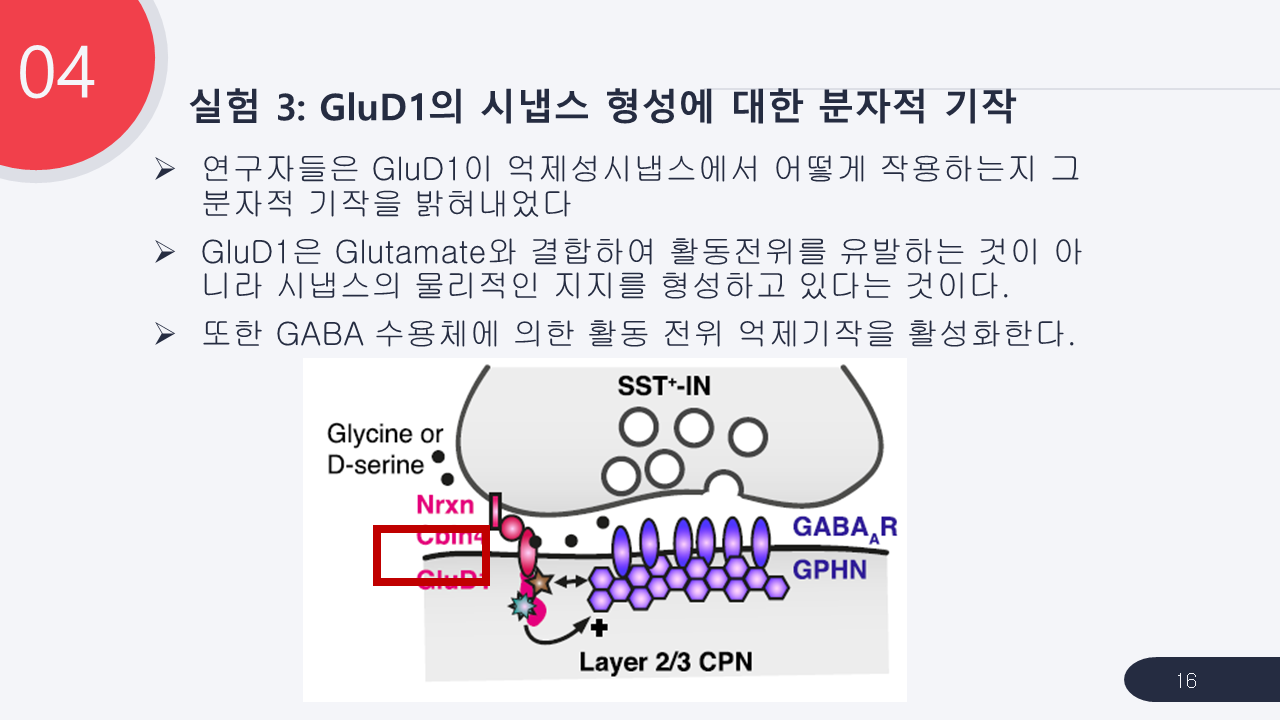 04
실험 3: GluD1의 시냅스 형성에 대한 분자적 기작
➢ 연구자들은 GluD1이 억제성시냅스에서 어떻게 작용하는지 그
분자적 기작을 밝혀내었다
➢ GluD1은 Glutamate와 결합하여 활동전위를 유발하는 것이 아
니라 시냅스의 물리적인 지지를 형성하고 있다는 것이다.
➢ 또한 GABA 수용체에 의한 활동 전위 억제기작을 활성화한다.
SST+-IN
Glycine or
D-serine
Nrxn
Cbln4
GluD1
GABAAR
GPHN
+
Layer 2/3 CPN
16